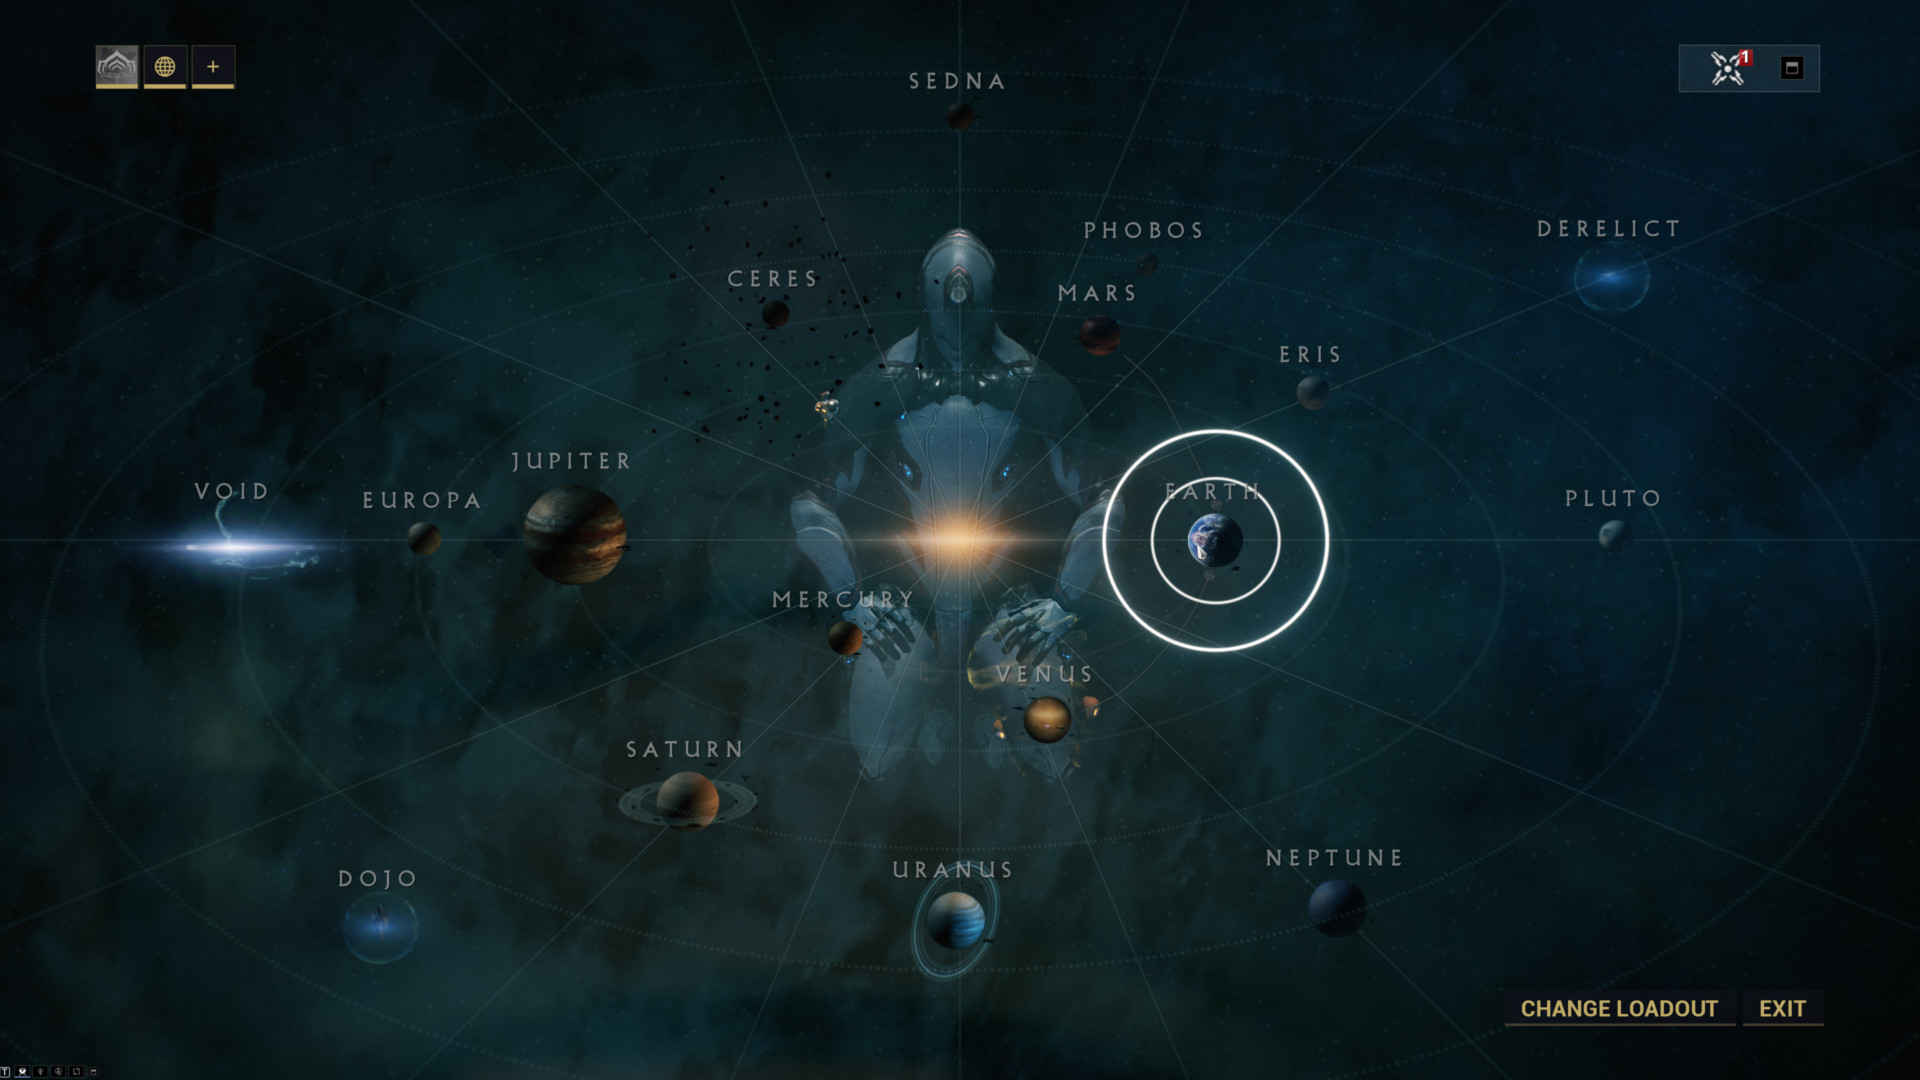 +
1
SEDNA
PHOBOS
DERELICT
CERES
MARS
ERIS
JUPITER
VOID
EUROPA
EARTH
PLUTO
MERCURY
VENUS
SATURN
URANUS
NEPTUNE
DOJO
CHANGE LOADOUT
EXIT
T